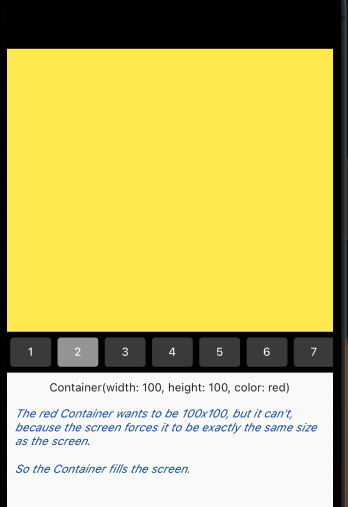 1 2 3 4 5 6 7
Container(width: 100, height: 100, color: red)
The red Container wants to be 100x100, but it can't,
because the screen forces it to be exactly the same size
as the screen.
So the Container fills the screen.